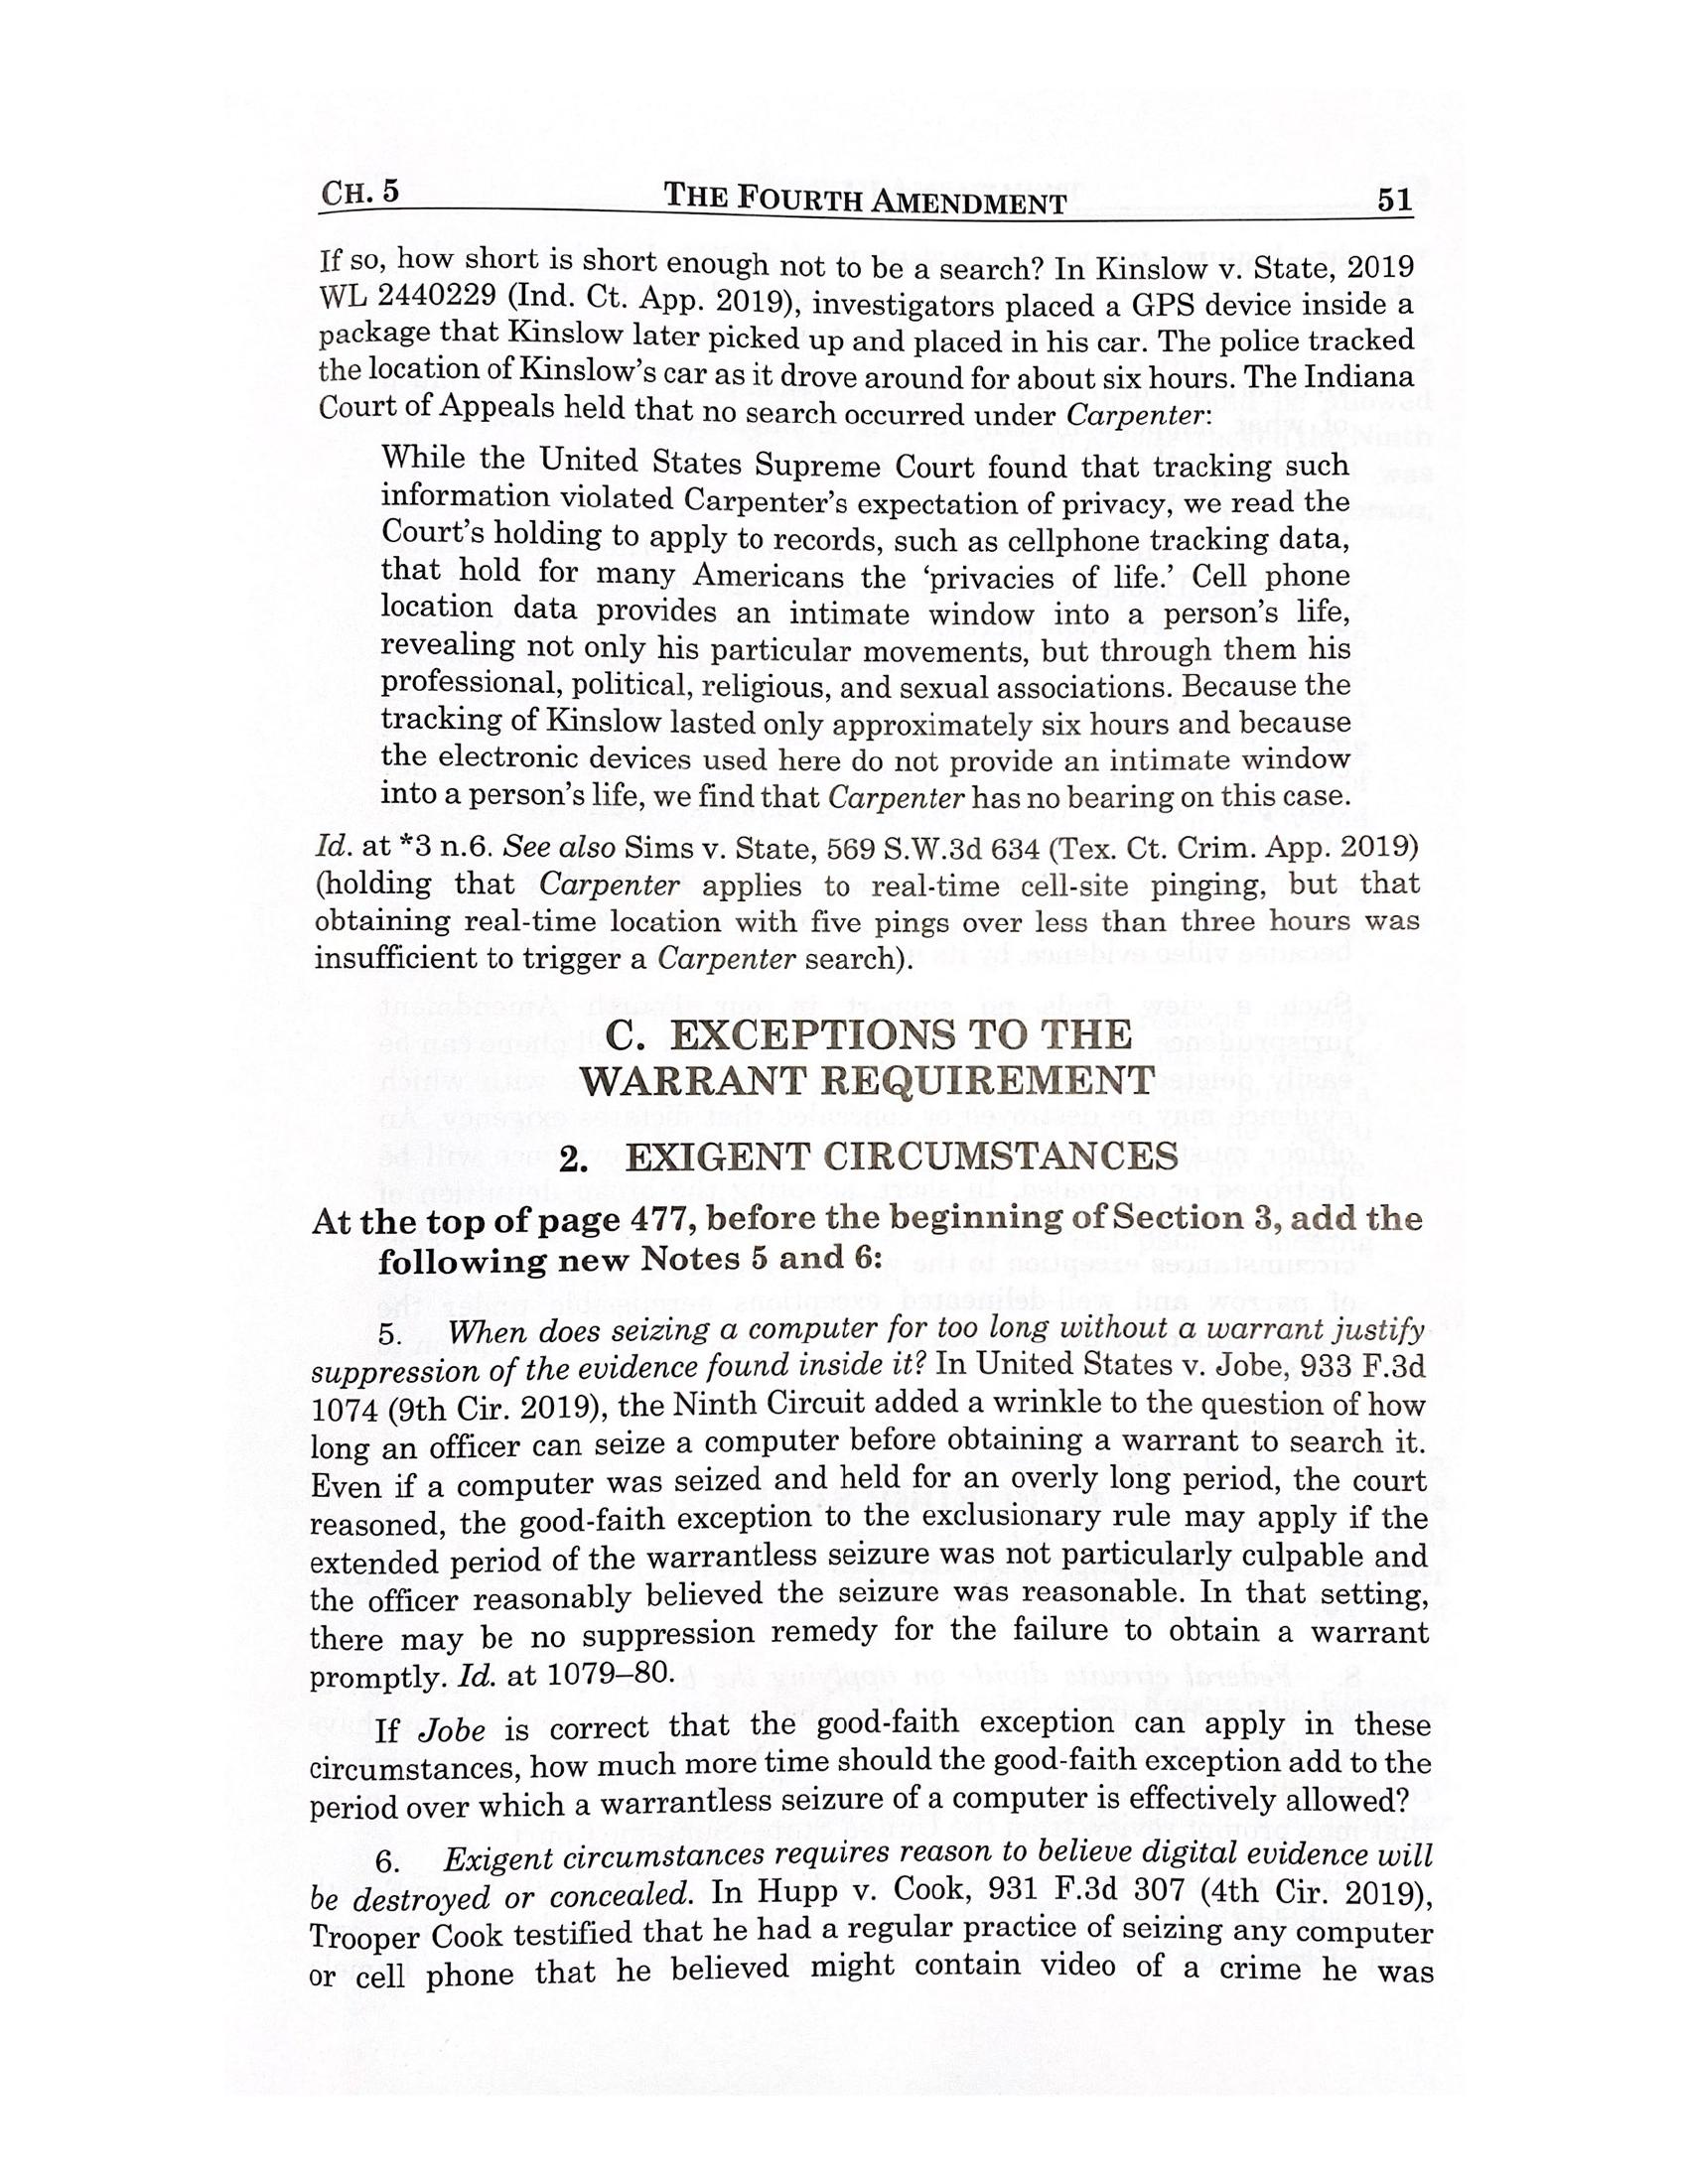 CH. 5 THE FOURTH AMENDMENT 51
If so, how short is short enough not to be a search? In Kinslow v. State, 2019
WL 2440229 (Ind. Ct. App. 2019), investigators placed a GPS device inside a
package that Kinslow later picked up and placed in his car. The police tracked
the location of Kinslow’s car as it drove around for about six hours. The Indiana
Court of Appeals held that no search occurred under Carpenter:
While the United States Supreme Court found that tracking such
information violated Carpenter’s expectation of privacy, we read the
Court’s holding to apply to records, such as cellphone tracking data,
that hold for many Americans the ‘privacies of life.’ Cell phone
location data provides an intimate window into a person’s life,
revealing not only his particular movements, but through them his
professional, political, religious, and sexual associations. Because the
tracking of Kinslow lasted only approximately six hours and because
the electronic devices used here do not provide an intimate window
into a person’s life, we find that Carpenter has no bearing on this case.
Id. at *3 n.6. See also Sims v. State, 569 S.W.3d 634 (Tex. Ct. Crim. App. 2019)
(holding that Carpenter applies to real-time cell-site pinging, but that
obtaining real-time location with five pings over less than three hours was
insufficient to trigger a Carpenter search).
C. EXCEPTIONS TO THE
WARRANT REQUIREMENT
2. EXIGENT CIRCUMSTANCES
At the top of page 477, before the beginning of Section 3, add the
following new Notes 5 and 6:
5. When does seizing a computer for too long without a warrant justify
suppression of the evidence found inside it? In United States v. Jobe, 933 F.3d
1074 (9th Cir. 2019), the Ninth Circuit added a wrinkle to the question of how
long an officer can seize a computer before obtaining a warrant to search it.
Even if a computer was seized and held for an overly long period, the court
reasoned, the good-faith exception to the exclusionary rule may apply if the
extended period of the warrantless seizure was not particularly culpable and
the officer reasonably believed the seizure was reasonable. In that setting,
there may be no suppression remedy for the failure to obtain a warrant
promptly. Id. at 1079–80.
If Jobe is correct that the good-faith exception can apply in these
circumstances, how much more time should the good-faith exception add to the
period over which a warrantless seizure of a computer is effectively allowed?
6. Exigent circumstances requires reason to believe digital evidence will
be destroyed or concealed. In Hupp v. Cook, 931 F.3d 307 (4th Cir. 2019),
Trooper Cook testified that he had a regular practice of seizing any computer
or cell phone that he believed might contain video of a crime he was